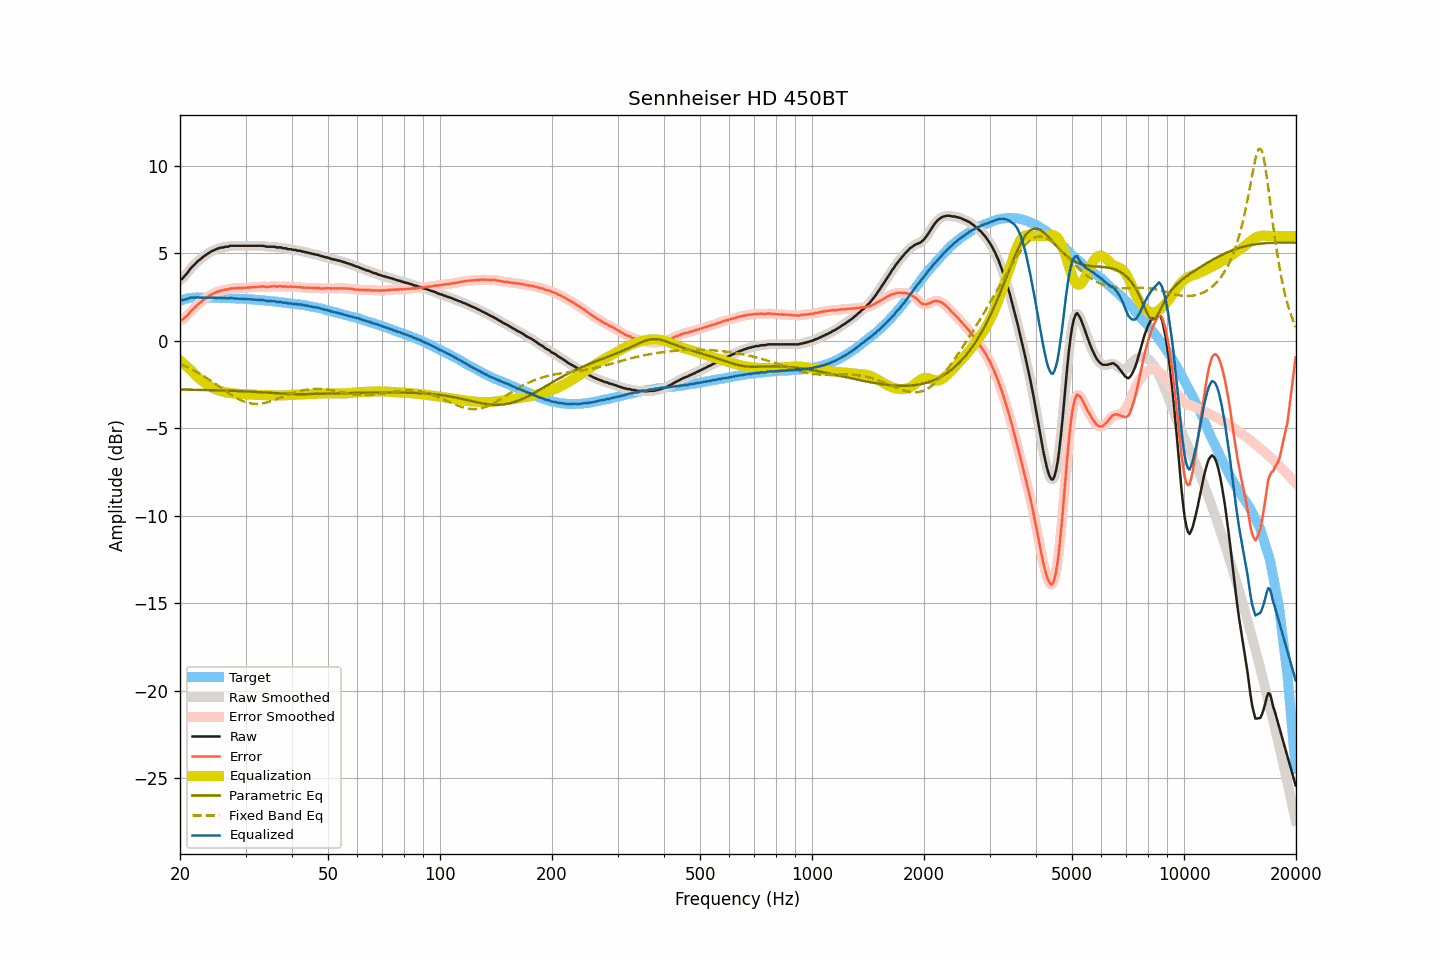 Sennheiser HD 450BT
Amplitude (dBr)
10
5
0
−5
−10
−15
−20
−25
Target
Raw Smoothed
Error Smoothed
Raw
Error
Equalization
Parametric Eq
Fixed Band Eq
Equalized
20 50 100 200 500 1000 2000 5000 10000 20000
Frequency (Hz)